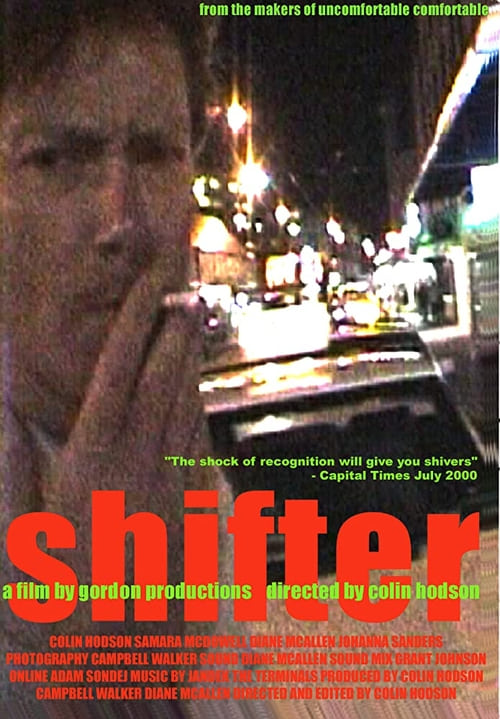 from the makers of uncomfortable comfortable
"The shock of recognition will give you shivers"
- Capital Times July 2000
shifter
a film by gordon productions directed by colin hodson
COLIN HODSON SAMARA MCDOWELL DIANE MCALLEN JOHANNA SANDERS
PHOTOGRAPHY CAMPBELL WALKER SOUND DIANE MCALLEN SOUND MIX GRANT JOHNSON
ONLINE ADAM SONDEJ MUSIC BY THE TERMINALS PRODUCED BY COLIN HODSON
CAMPBELL WALKER DIANE MCALLEN DIRECTED AND EDITED BY COLIN HODSON